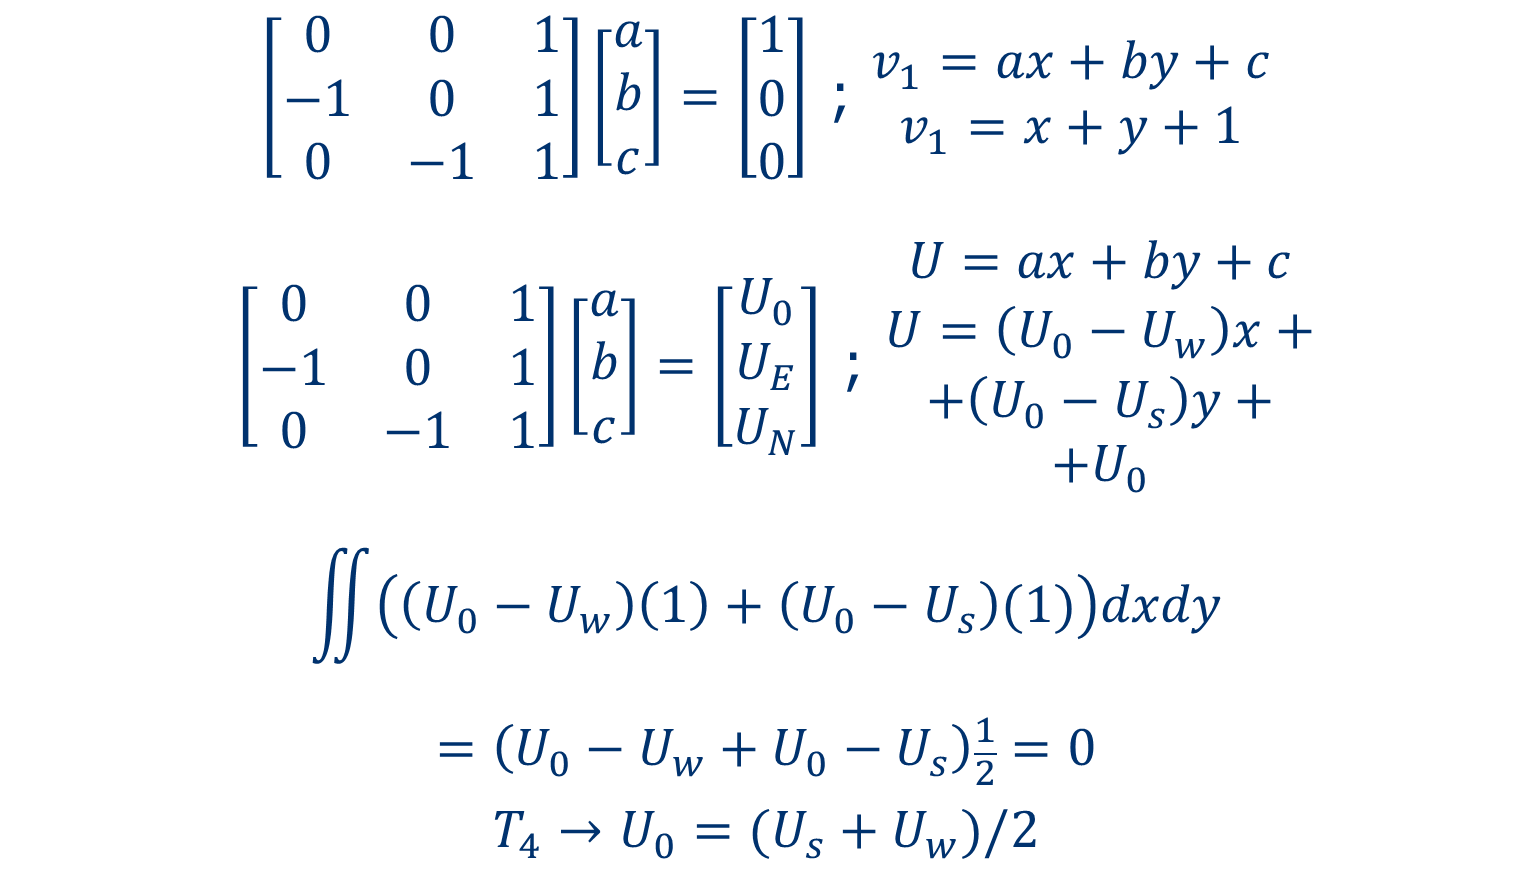 [0 0 1; −1 0 1; 0 −1 1] [a; b; c] = [1; 0; 0] ; v₁ = ax + by + c
v₁ = x + y + 1
[0 0 1; −1 0 1; 0 −1 1] [a; b; c] = [U₀; U_E; U_N] ; U = ax + by + c
U = (U₀ − U_w)x +
+(U₀ − U_s)y +
+U₀
∬((U₀ − U_w)(1) + (U₀ − U_s)(1))dxdy
= (U₀ − U_w + U₀ − U_s)½ = 0
T₄ → U₀ = (U_s + U_w)/2